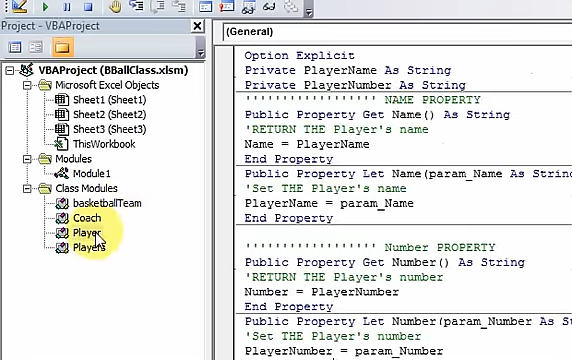 Project - VBAProject
VBAProject (BBallClass.xlsm)
Microsoft Excel Objects
Sheet1 (Sheet1)
Sheet2 (Sheet2)
Sheet3 (Sheet3)
ThisWorkbook
Modules
Module1
Class Modules
basketballTeam
Coach
Player
Players
(General)
Option Explicit
Private PlayerName As String
Private PlayerNumber As String
'''''''''''''''''' NAME PROPERTY
Public Property Get Name() As String
'RETURN THE Player's name
Name = PlayerName
End Property
Public Property Let Name(param_Name As String
'Set THE Player's name
PlayerName = param_Name
End Property
'''''''''''''''''' Number PROPERTY
Public Property Get Number() As String
'RETURN THE Player's number
Number = PlayerNumber
End Property
Public Property Let Number(param_Number As S
'Set THE Player's number
PlayerNumber = param_Number